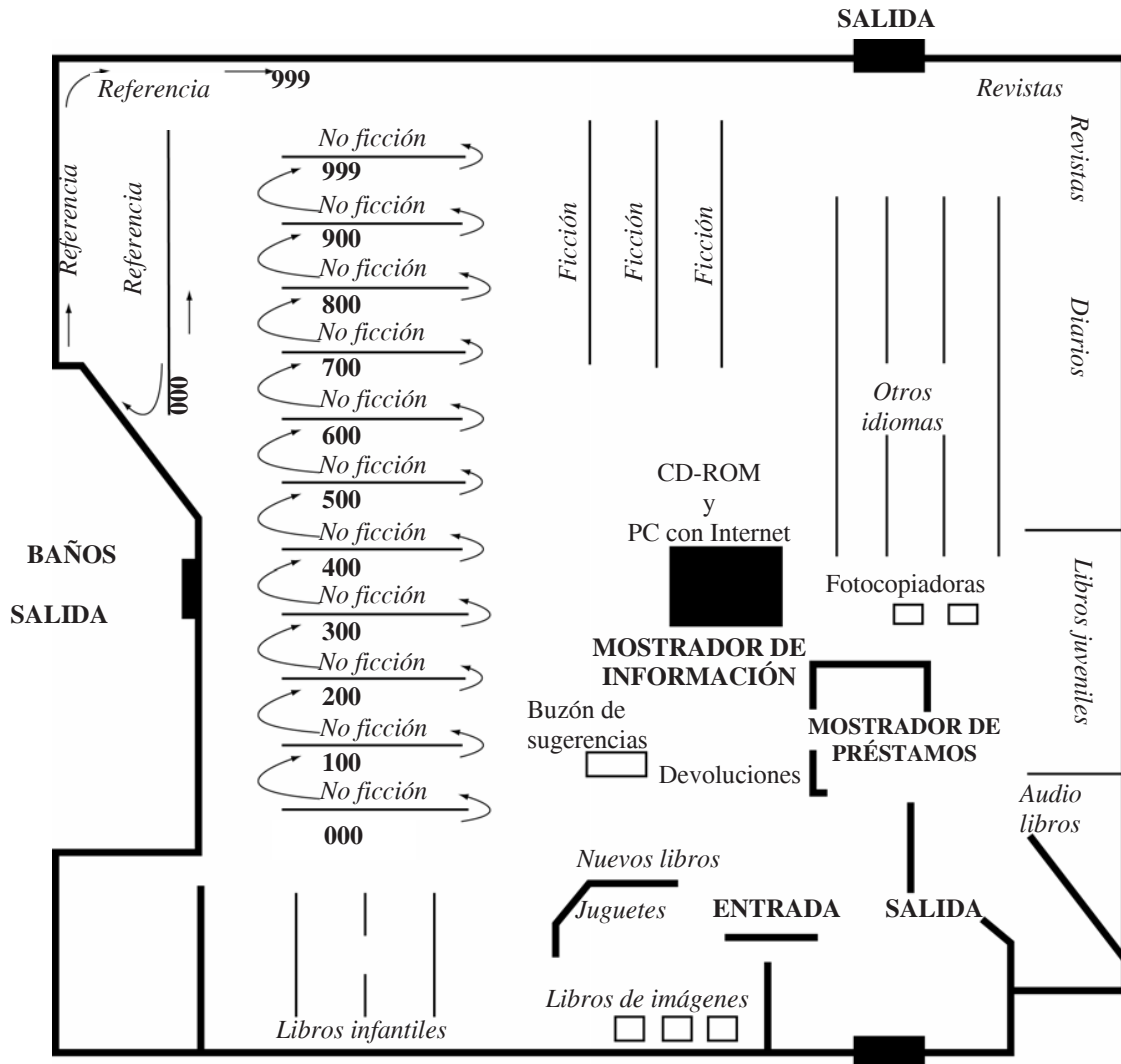 SALIDA
Referencia
999
Revistas
Revistas
Referencia
Referencia
000
No ficción
999
No ficción
900
No ficción
800
No ficción
700
No ficción
600
No ficción
500
No ficción
400
No ficción
300
No ficción
200
No ficción
100
No ficción
000
Ficción
Ficción
Ficción
Diarios
Otros
idiomas
CD-ROM
y
PC con Internet
MOSTRADOR DE
INFORMACIÓN
Fotocopiadoras
Libros juveniles
BAÑOS
SALIDA
Buzón de
sugerencias
Devoluciones
MOSTRADOR DE
PRÉSTAMOS
Audio
libros
Nuevos libros
Juguetes
ENTRADA
SALIDA
Libros de imágenes
Libros infantiles